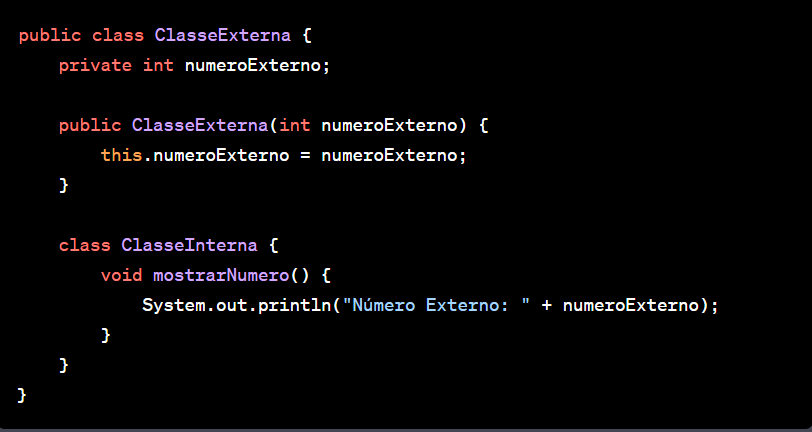 public class ClasseExterna {
    private int numeroExterno;

    public ClasseExterna(int numeroExterno) {
        this.numeroExterno = numeroExterno;
    }

    class ClasseInterna {
        void mostrarNumero() {
            System.out.println("Número Externo: " + numeroExterno);
        }
    }
}